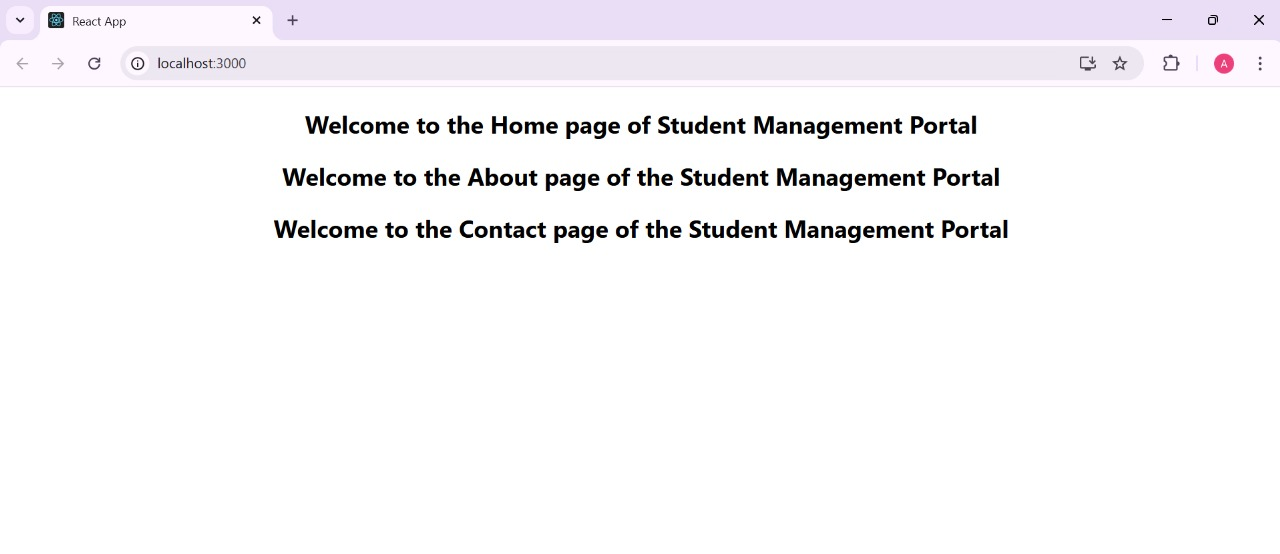 React App
localhost:3000
A
Welcome to the Home page of Student Management Portal
Welcome to the About page of the Student Management Portal
Welcome to the Contact page of the Student Management Portal